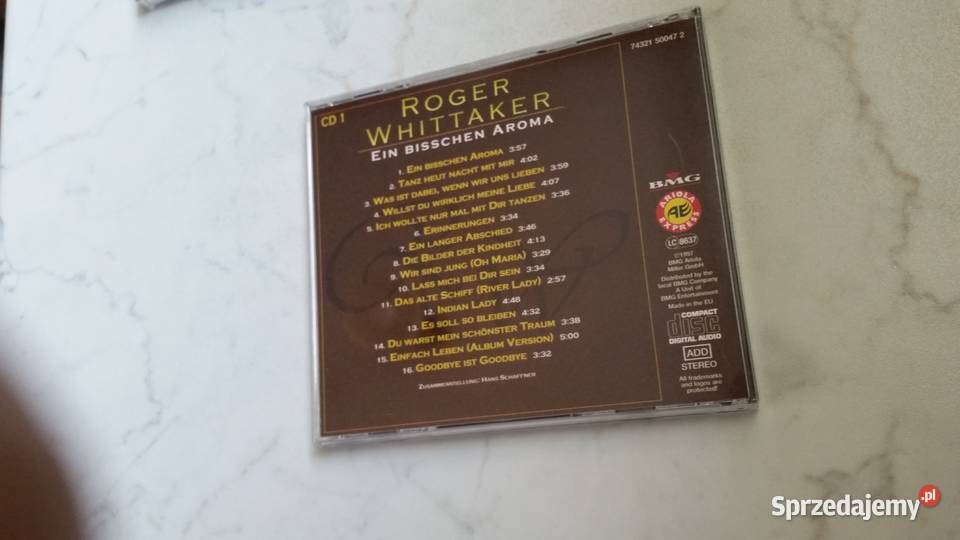 CD 1
74321 50047 2
ROGER
WHITTAKER
EIN BISSCHEN AROMA
1. EIN BISSCHEN AROMA 3:57
2. TANZ HEUT NACHT MIT MIR 4:02
3. WAS IST DABEI, WENN WIR UNS LIEBEN 3:59
4. WILLST DU WIRKLICH MEINE LIEBE 4:07
5. ICH WOLLTE NUR MAL MIT DIR TANZEN 3:36
6. ERINNERUNGEN 3:34
7. EIN LANGER ABSCHIED 3:46
8. DIE BILDER DER KINDHEIT 4:13
9. WIR SIND JUNG (OH MARIA) 3:29
10. LASS MICH BEI DIR SEIN 3:34
11. DAS ALTE SCHIFF (RIVER LADY) 2:57
12. INDIAN LADY 4:48
13. ES SOLL SO BLEIBEN 4:32
14. DU WARST MEIN SCHÖNSTER TRAUM 3:38
15. EINFACH LEBEN (ALBUM VERSION) 5:00
16. GOODBYE IST GOODBYE 3:32
ZUSAMMENSTELLUNG: HANS SCHIFFNER
BMG
ARIOLA
AE
EXPRESS
LC 8637
©1997
BMG Ariola
Miller GmbH
Distributed by the
local BMG Company
A Unit of
BMG Entertainment
Made in the EU
COMPACT
disc
DIGITAL AUDIO
ADD
STEREO
All trademarks
and logos are
protected!
Sprzedajemy.pl